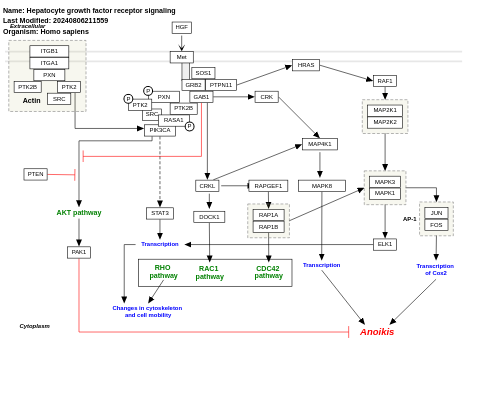 Name: Hepatocyte growth factor receptor signaling
Last Modified: 20240806211559
Extracellular
Organism: Homo sapiens
HGF
ITGB1
ITGA1
PXN
PTK2B
PTK2
Actin
SRC
Met
SOS1
GRB2
PTPN11
GAB1
P
PXN
P
PTK2
PTK2B
SRC
RASA1
P
PIK3CA
HRAS
RAF1
CRK
MAP2K1
MAP2K2
MAP4K1
PTEN
CRKL
RAPGEF1
MAPK8
MAPK3
MAPK1
AKT pathway
STAT3
DOCK1
RAP1A
RAP1B
AP-1
JUN
FOS
PAK1
Transcription
ELK1
RHO
pathway
RAC1
pathway
CDC42
pathway
Transcription
Transcription
of Cox2
Changes in cytoskeleton
and cell mobility
Cytoplasm
Anoikis